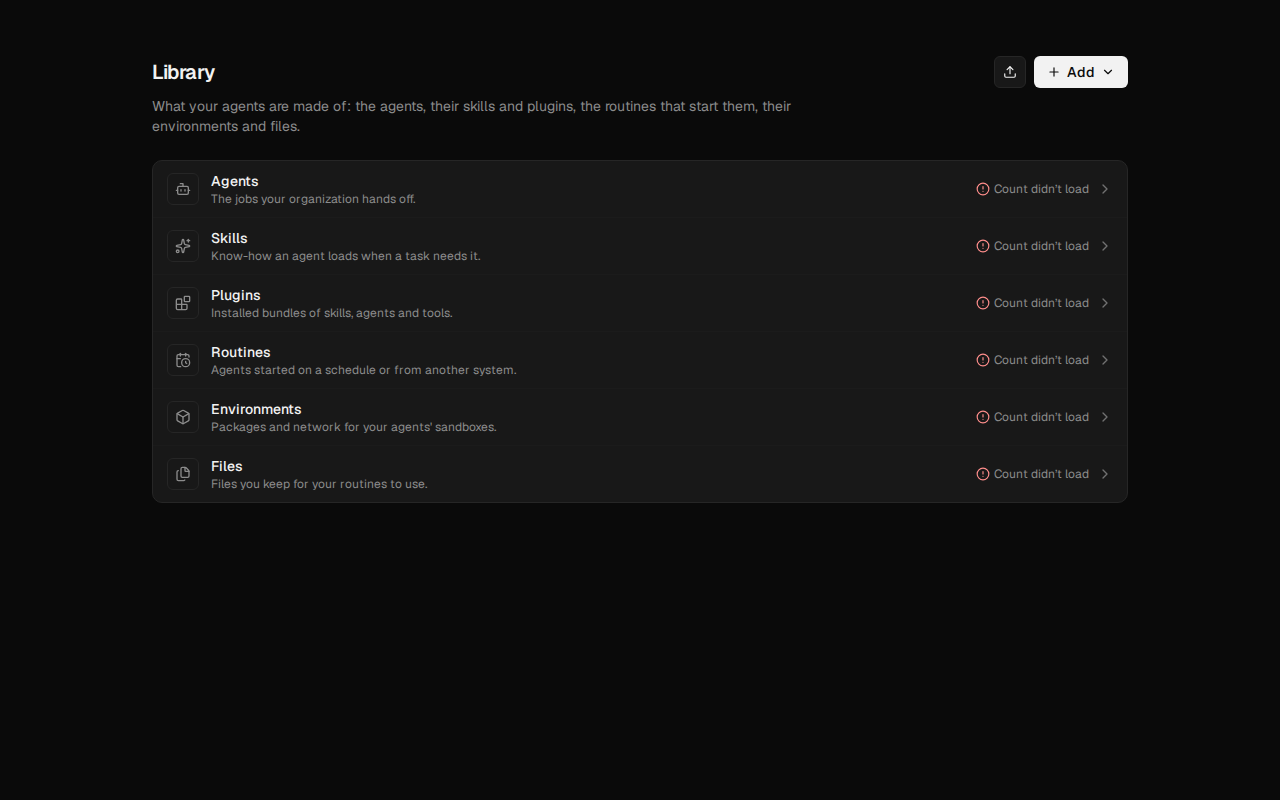 Library
Add
What your agents are made of: the agents, their skills and plugins, the routines that start them, their
environments and files.
Agents
The jobs your organization hands off.
Count didn't load
Skills
Know-how an agent loads when a task needs it.
Count didn't load
Plugins
Installed bundles of skills, agents and tools.
Count didn't load
Routines
Agents started on a schedule or from another system.
Count didn't load
Environments
Packages and network for your agents' sandboxes.
Count didn't load
Files
Files you keep for your routines to use.
Count didn't load